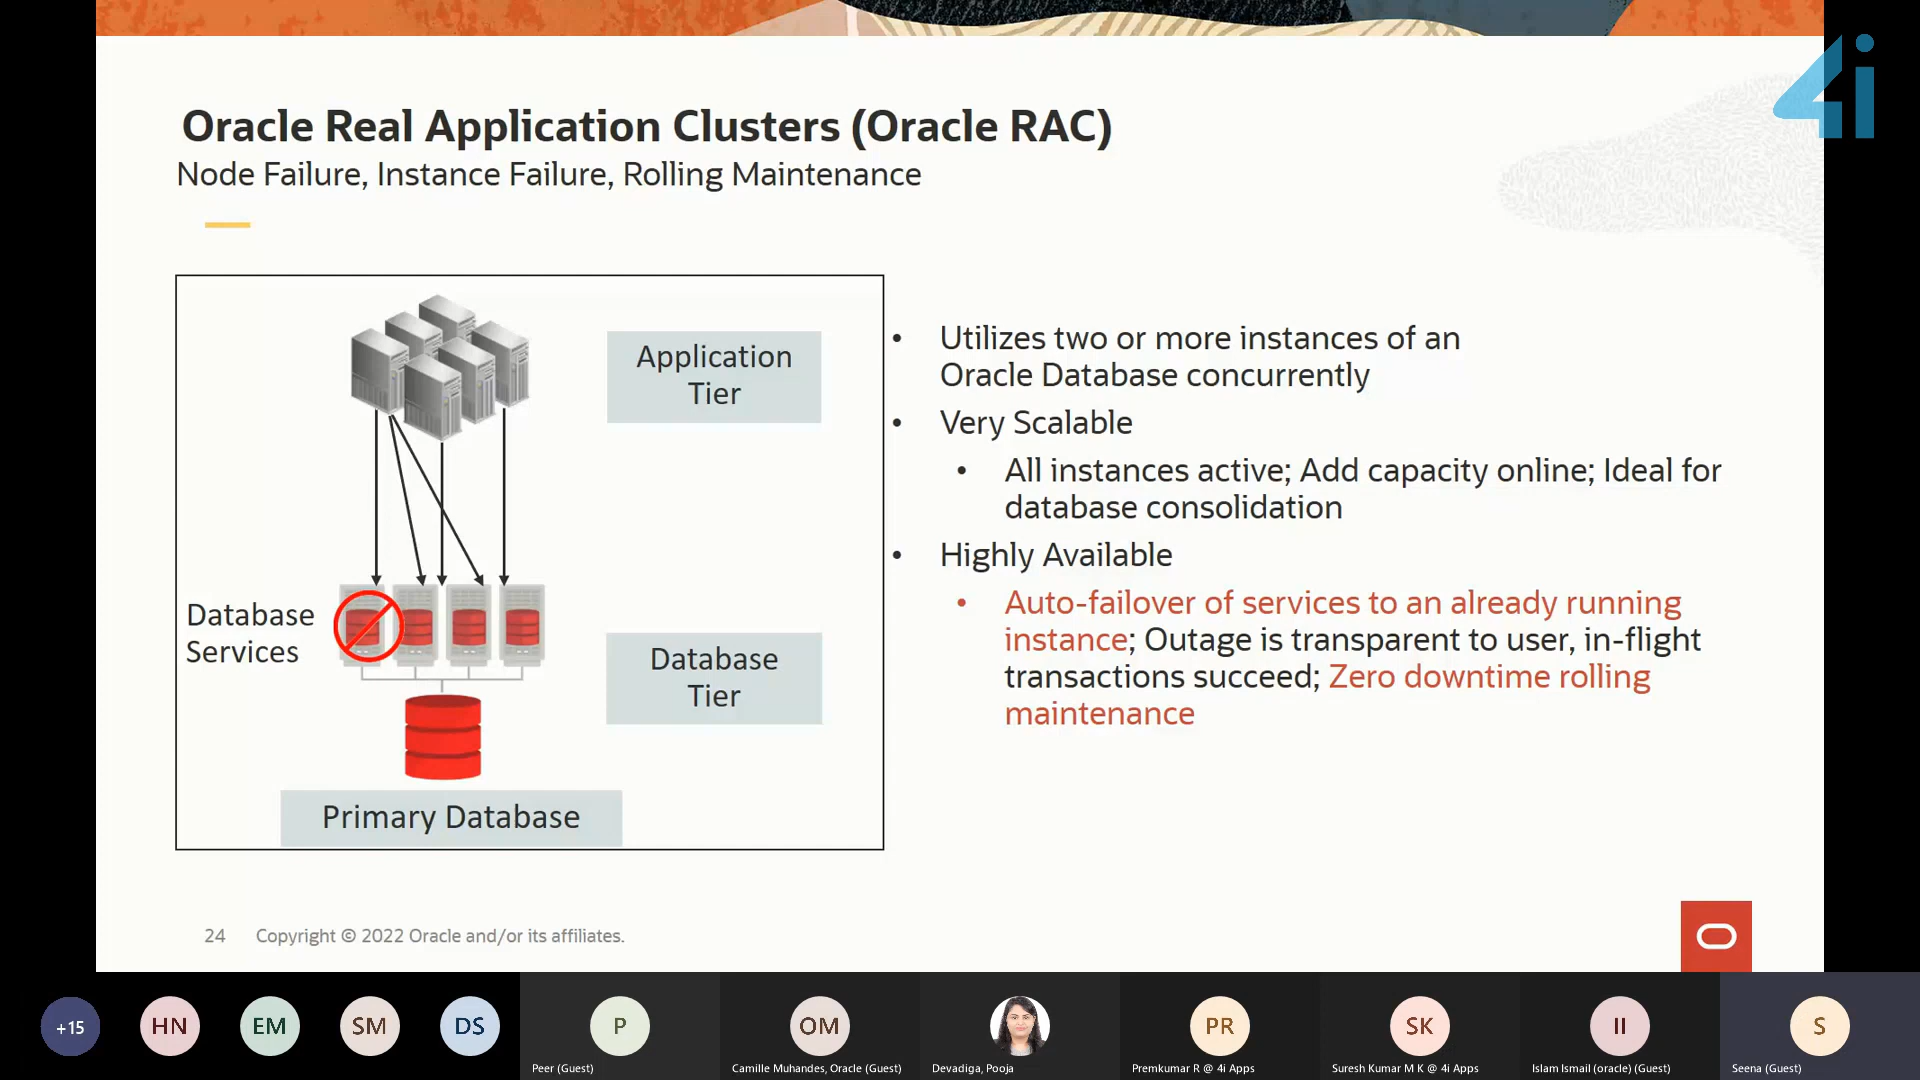 4i
Oracle Real Application Clusters (Oracle RAC)
Node Failure, Instance Failure, Rolling Maintenance
Application
Tier
Database
Services
Database
Tier
Primary Database
• Utilizes two or more instances of an
Oracle Database concurrently
• Very Scalable
• All instances active; Add capacity online; Ideal for
database consolidation
• Highly Available
• Auto-failover of services to an already running
instance; Outage is transparent to user, in-flight
transactions succeed; Zero downtime rolling
maintenance
24 Copyright © 2022 Oracle and/or its affiliates.
+15 HN EM SM DS P OM PR SK II S
Peer (Guest) Camille Muhandes, Oracle (Guest) Devadiga, Pooja Premkumar R @ 4i Apps Suresh Kumar M K @ 4i Apps Islam Ismail (oracle) (Guest) Seena (Guest)